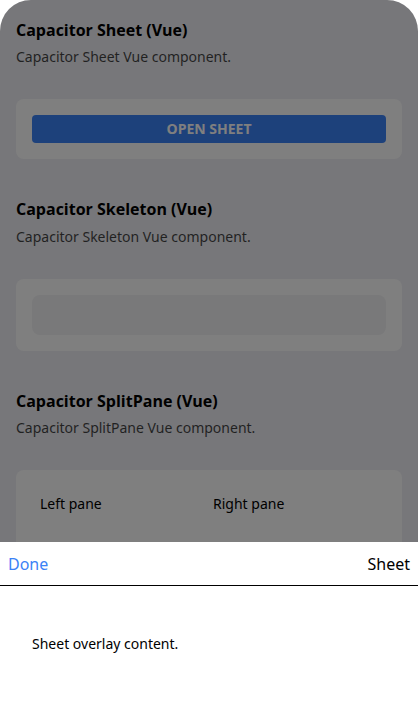 Capacitor Sheet (Vue)
Capacitor Sheet Vue component.
OPEN SHEET
Capacitor Skeleton (Vue)
Capacitor Skeleton Vue component.
Capacitor SplitPane (Vue)
Capacitor SplitPane Vue component.
Left pane Right pane
Done Sheet
Sheet overlay content.